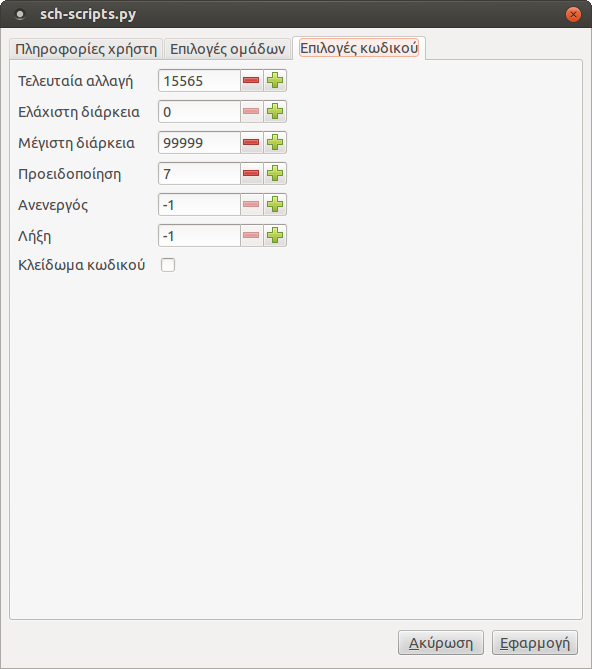 sch-scripts.py
Πληροφορίες χρήστη Επιλογές ομάδων Επιλογές κωδικού
Τελευταία αλλαγή 15565
Ελάχιστη διάρκεια 0
Μέγιστη διάρκεια 99999
Προειδοποίηση 7
Ανενεργός -1
Λήξη -1
Κλείδωμα κωδικού
Ακύρωση Εφαρμογή